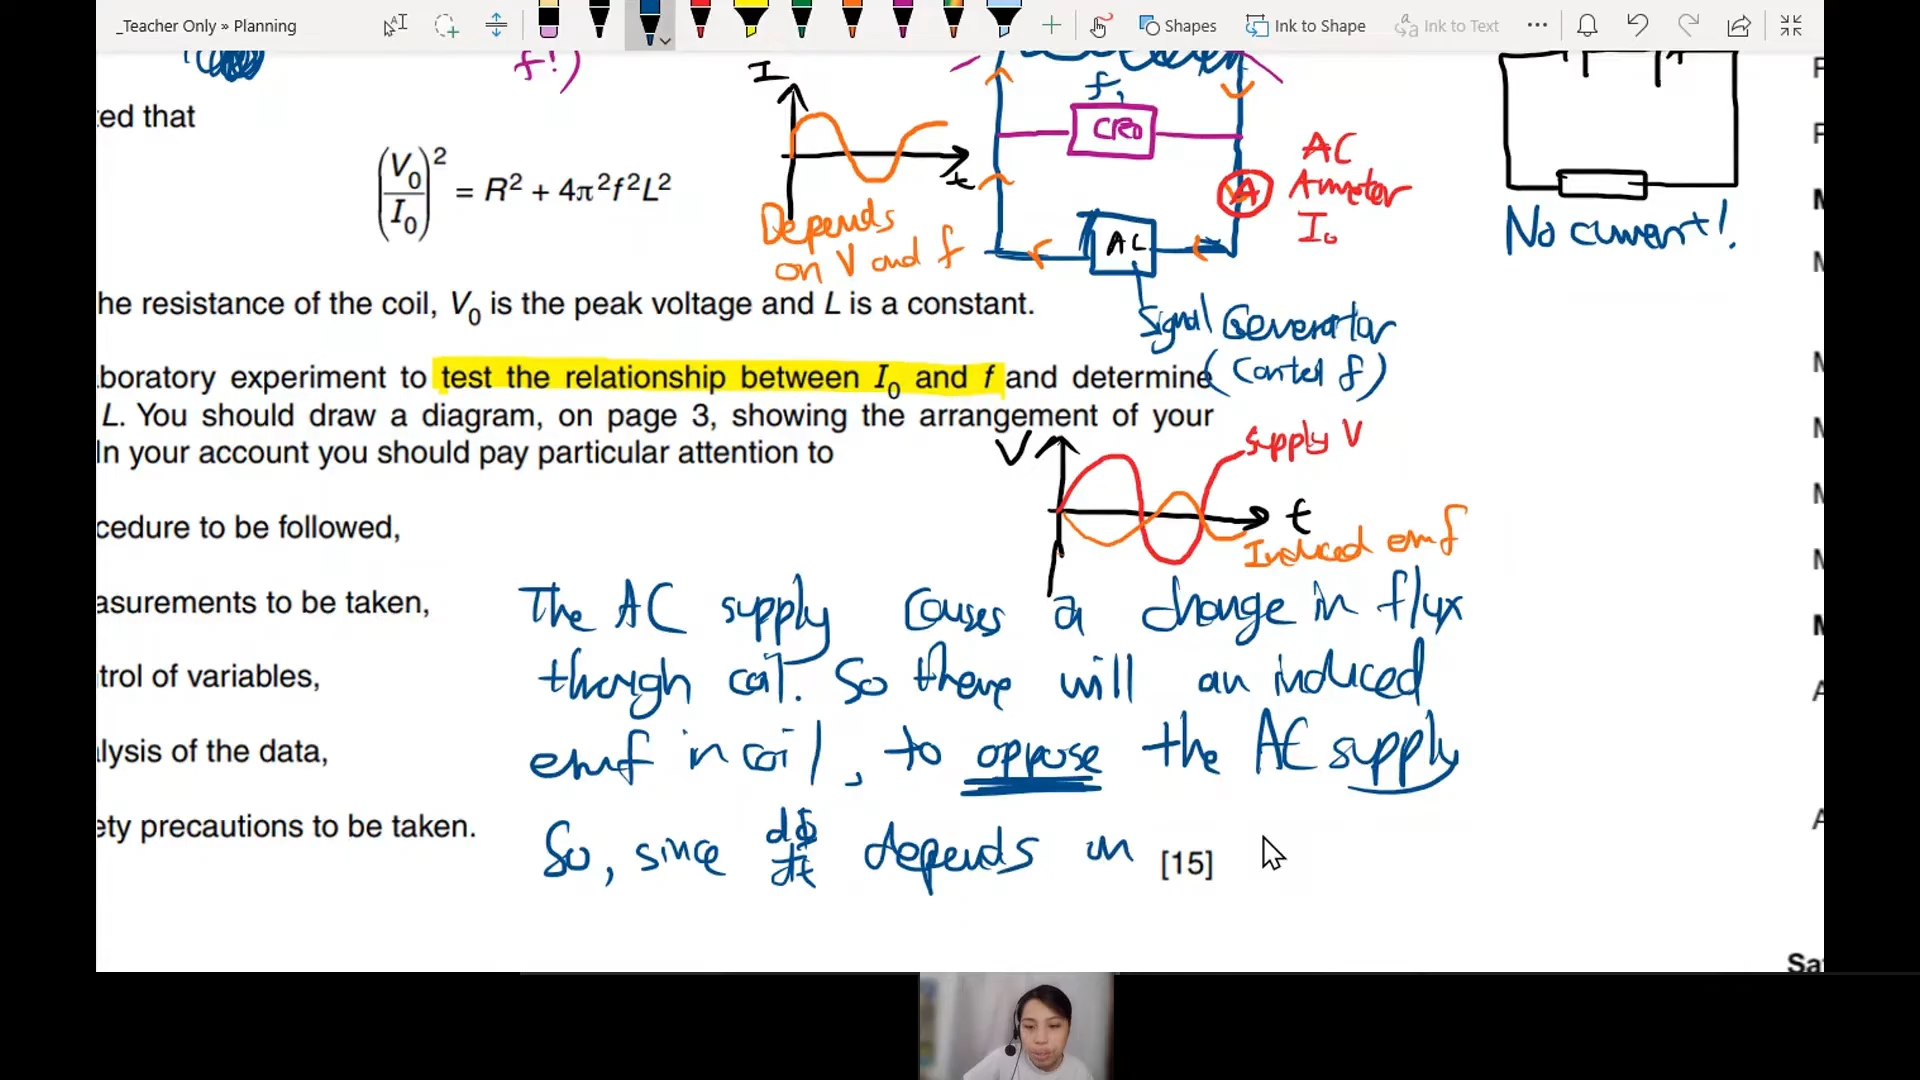 _Teacher Only » Planning
Shapes
Ink to Shape
Ink to Text
f!)
I
t
Depends
on V and f
f,
CRO
A
AC
Ammeter
I₀
AC
Signal Generator
(Control f)
No current!
ted that
(V₀/I₀)² = R² + 4π²f²L²
he resistance of the coil, V₀ is the peak voltage and L is a constant.
aboratory experiment to test the relationship between I₀ and f and determine
L. You should draw a diagram, on page 3, showing the arrangement of your
In your account you should pay particular attention to
V
supply V
t
Induced emf
cedure to be followed,
asurements to be taken,
trol of variables,
alysis of the data,
ety precautions to be taken.
The AC supply causes a change in flux
though coil. So there will an induced
emf in coil, to oppose the AC supply
So, since dϕ/dt depends on
[15]
Sa